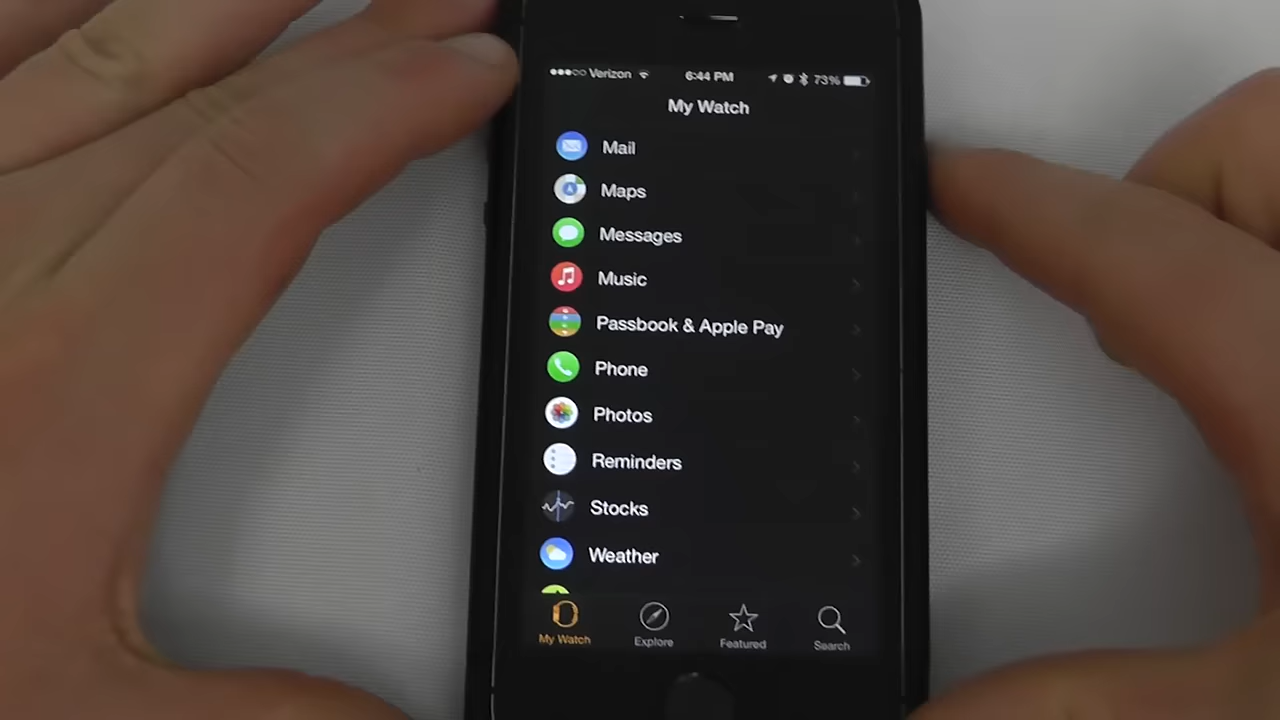 Verizon 6:44 PM 73%
My Watch
Mail
Maps
Messages
Music
Passbook & Apple Pay
Phone
Photos
Reminders
Stocks
Weather
My Watch Explore Featured Search